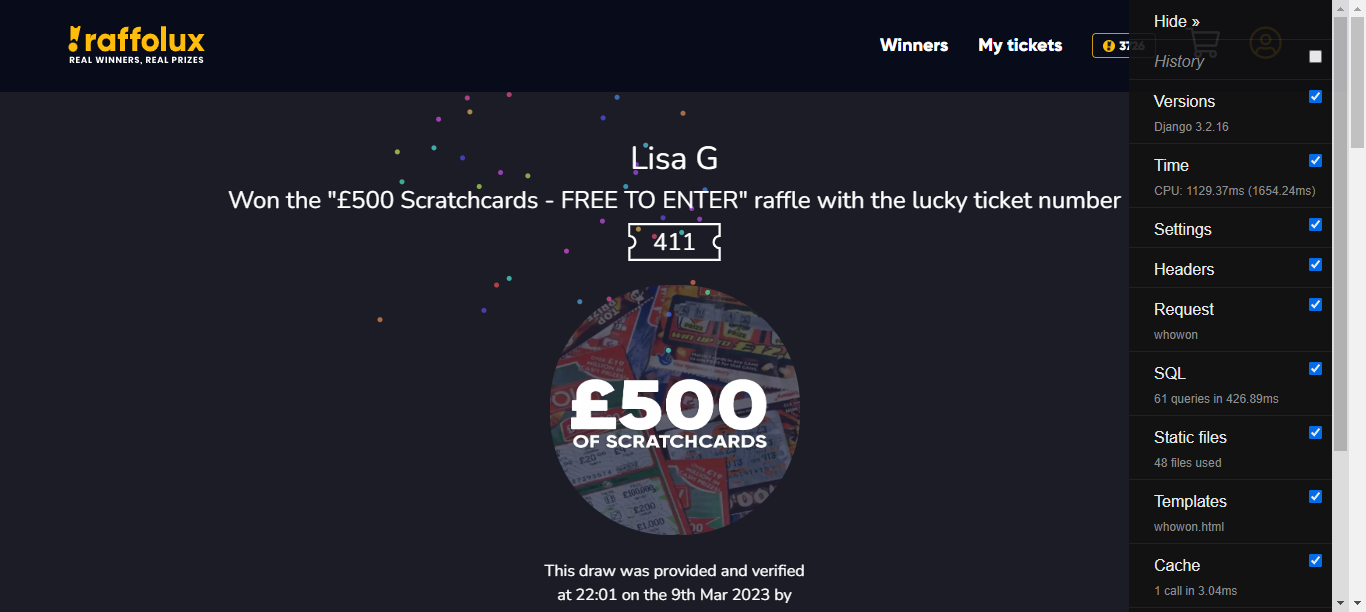 raffolux
REAL WINNERS, REAL PRIZES
Winners
My tickets
3726
Lisa G
Won the "£500 Scratchcards - FREE TO ENTER" raffle with the lucky ticket number
411
£500
OF SCRATCHCARDS
This draw was provided and verified
at 22:01 on the 9th Mar 2023 by
Hide »
History
Versions
Django 3.2.16
Time
CPU: 1129.37ms (1654.24ms)
Settings
Headers
Request
whowon
SQL
61 queries in 426.89ms
Static files
48 files used
Templates
whowon.html
Cache
1 call in 3.04ms